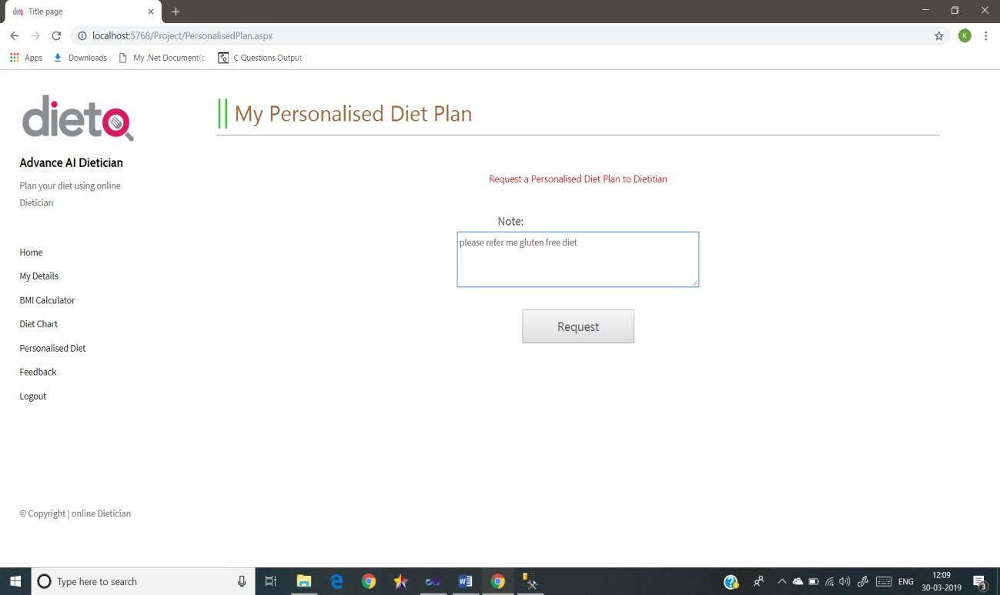 dieto Title page
localhost:5768/Project/PersonalisedPlan.aspx
K
Apps Downloads My .Net Document(p C Questions Output
dieto
My Personalised Diet Plan
Advance AI Dietician
Plan your diet using online
Dietician
Request a Personalised Diet Plan to Dietitian
Note:
please refer me gluten free diet
Request
Home
My Details
BMI Calculator
Diet Chart
Personalised Diet
Feedback
Logout
© Copyright | online Dietician
Type here to search
ENG
12:09
30-03-2019
3